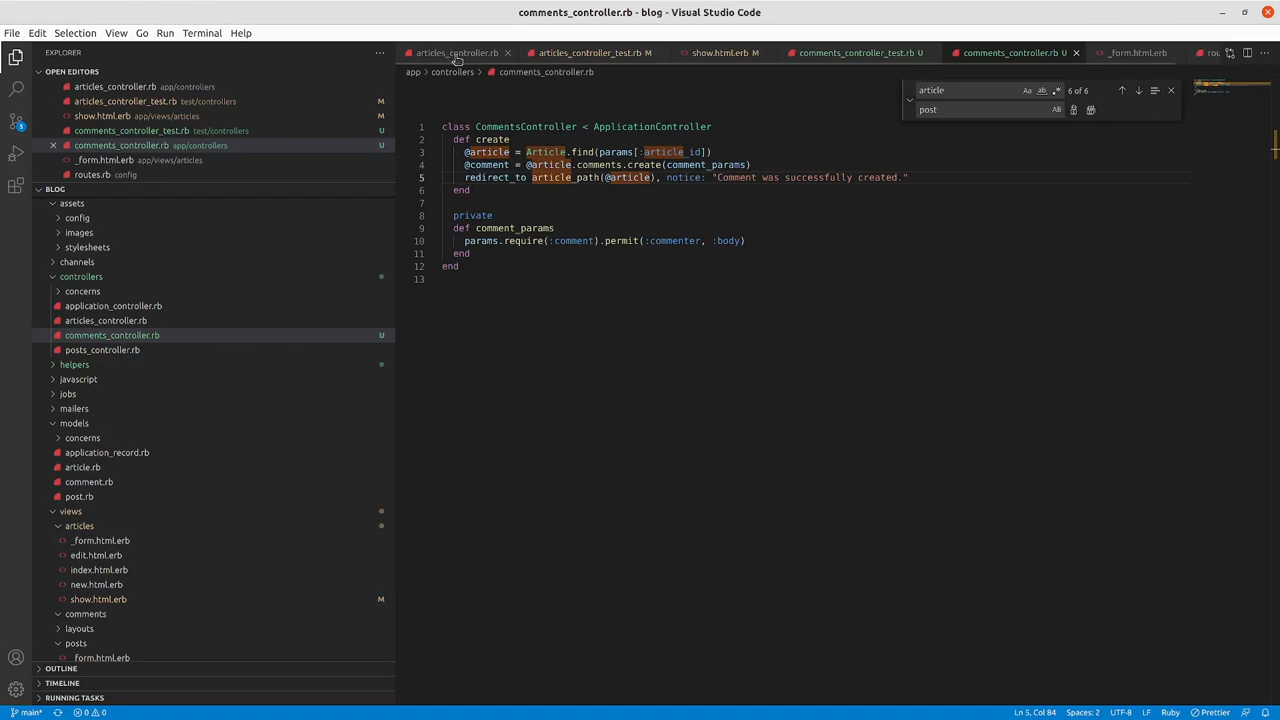 comments_controller.rb - blog - Visual Studio Code
File Edit Selection View Go Run Terminal Help
EXPLORER
articles_controller.rb
articles_controller_test.rb M
show.html.erb M
comments_controller_test.rb U
comments_controller.rb U
_form.html.erb
app > controllers > comments_controller.rb
OPEN EDITORS
articles_controller.rb app/controllers
articles_controller_test.rb test/controllers M
show.html.erb app/views/articles M
comments_controller_test.rb test/controllers U
comments_controller.rb app/controllers U
_form.html.erb app/views/articles
routes.rb config
BLOG
assets
config
images
stylesheets
channels
controllers
concerns
application_controller.rb
articles_controller.rb
comments_controller.rb U
posts_controller.rb
helpers
javascript
jobs
mailers
models
concerns
application_record.rb
article.rb
comment.rb
post.rb
views
articles
_form.html.erb
edit.html.erb
index.html.erb
new.html.erb
show.html.erb M
comments
layouts
posts
_form.html.erb
OUTLINE
TIMELINE
RUNNING TASKS
article Aa ab .* 6 of 6
post AB
1 class CommentsController < ApplicationController
2 def create
3 @article = Article.find(params[:article_id])
4 @comment = @article.comments.create(comment_params)
5 redirect_to article_path(@article), notice: "Comment was successfully created."
6 end
7
8 private
9 def comment_params
10 params.require(:comment).permit(:commenter, :body)
11 end
12 end
13
main* 0 0
Ln 5, Col 84 Spaces: 2 UTF-8 LF Ruby Prettier